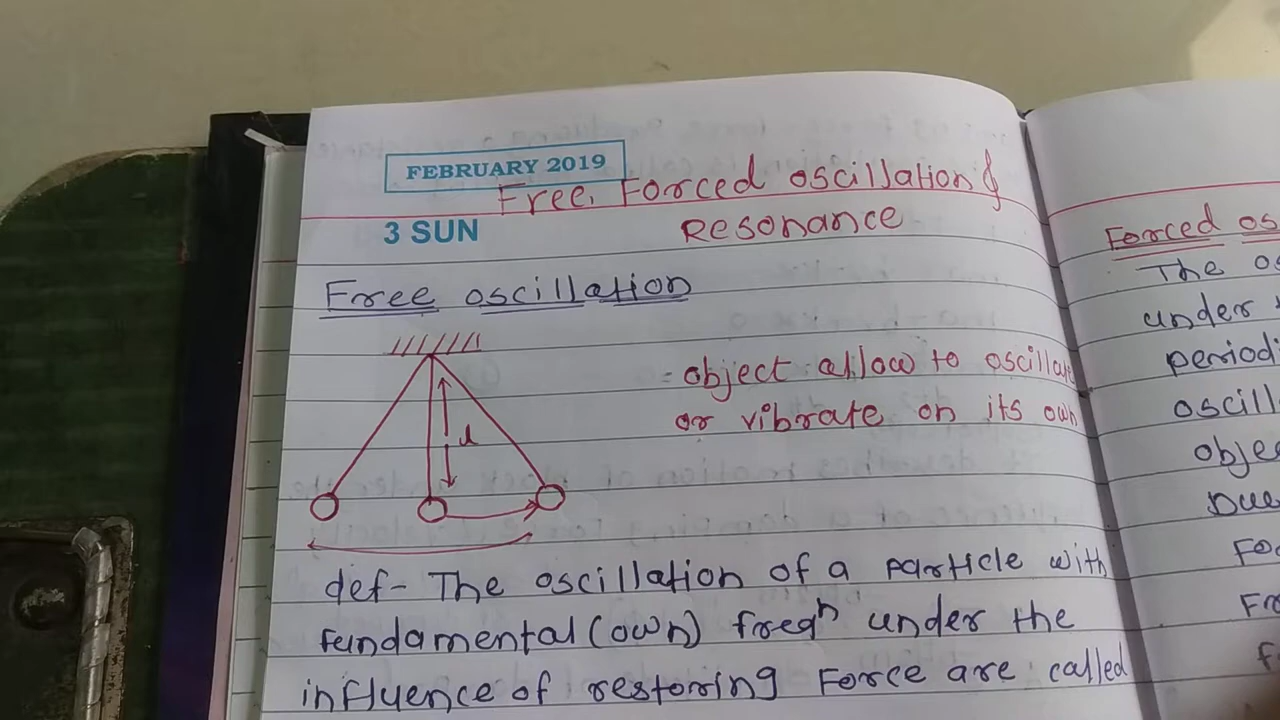 FEBRUARY 2019
Free, Forced oscillation &
3 SUN
Resonance
Free oscillation
- object allow to oscillate
or vibrate on its own
l
def- The oscillation of a particle with
fundamental (own) freqn under the
influence of restoring Force are called
Forced
The
under
periodi
oscill
obje
Due
Fo
Fr
f